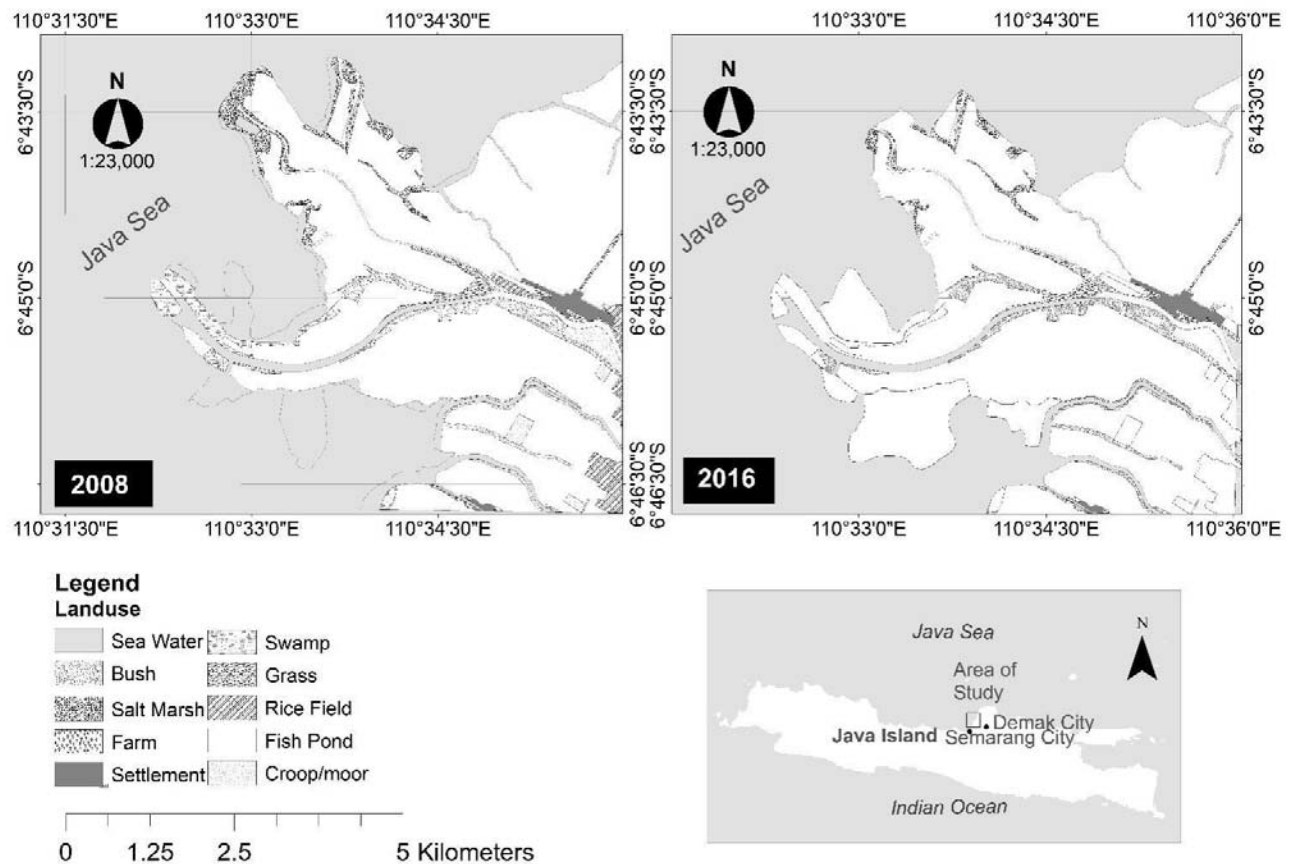 110°31'30"E 110°33'0"E 110°34'30"E 110°33'0"E 110°34'30"E 110°36'0"E
N
1:23,000
6°43'30"S
6°43'30"S
N
1:23,000
6°43'30"S
Java Sea
Java Sea
6°45'0"S
6°45'0"S
6°45'0"S
2008
6°46'30"S
6°46'30"S
2016
6°46'30"S
110°31'30"E 110°33'0"E 110°34'30"E 110°33'0"E 110°34'30"E 110°36'0"E
Legend
Landuse
Sea Water Swamp
Bush Grass
Salt Marsh Rice Field
Farm Fish Pond
Settlement Croop/moor
0 1.25 2.5 5 Kilometers
Java Sea
N
Area of
Study
Demak City
Java Island Semarang City
Indian Ocean